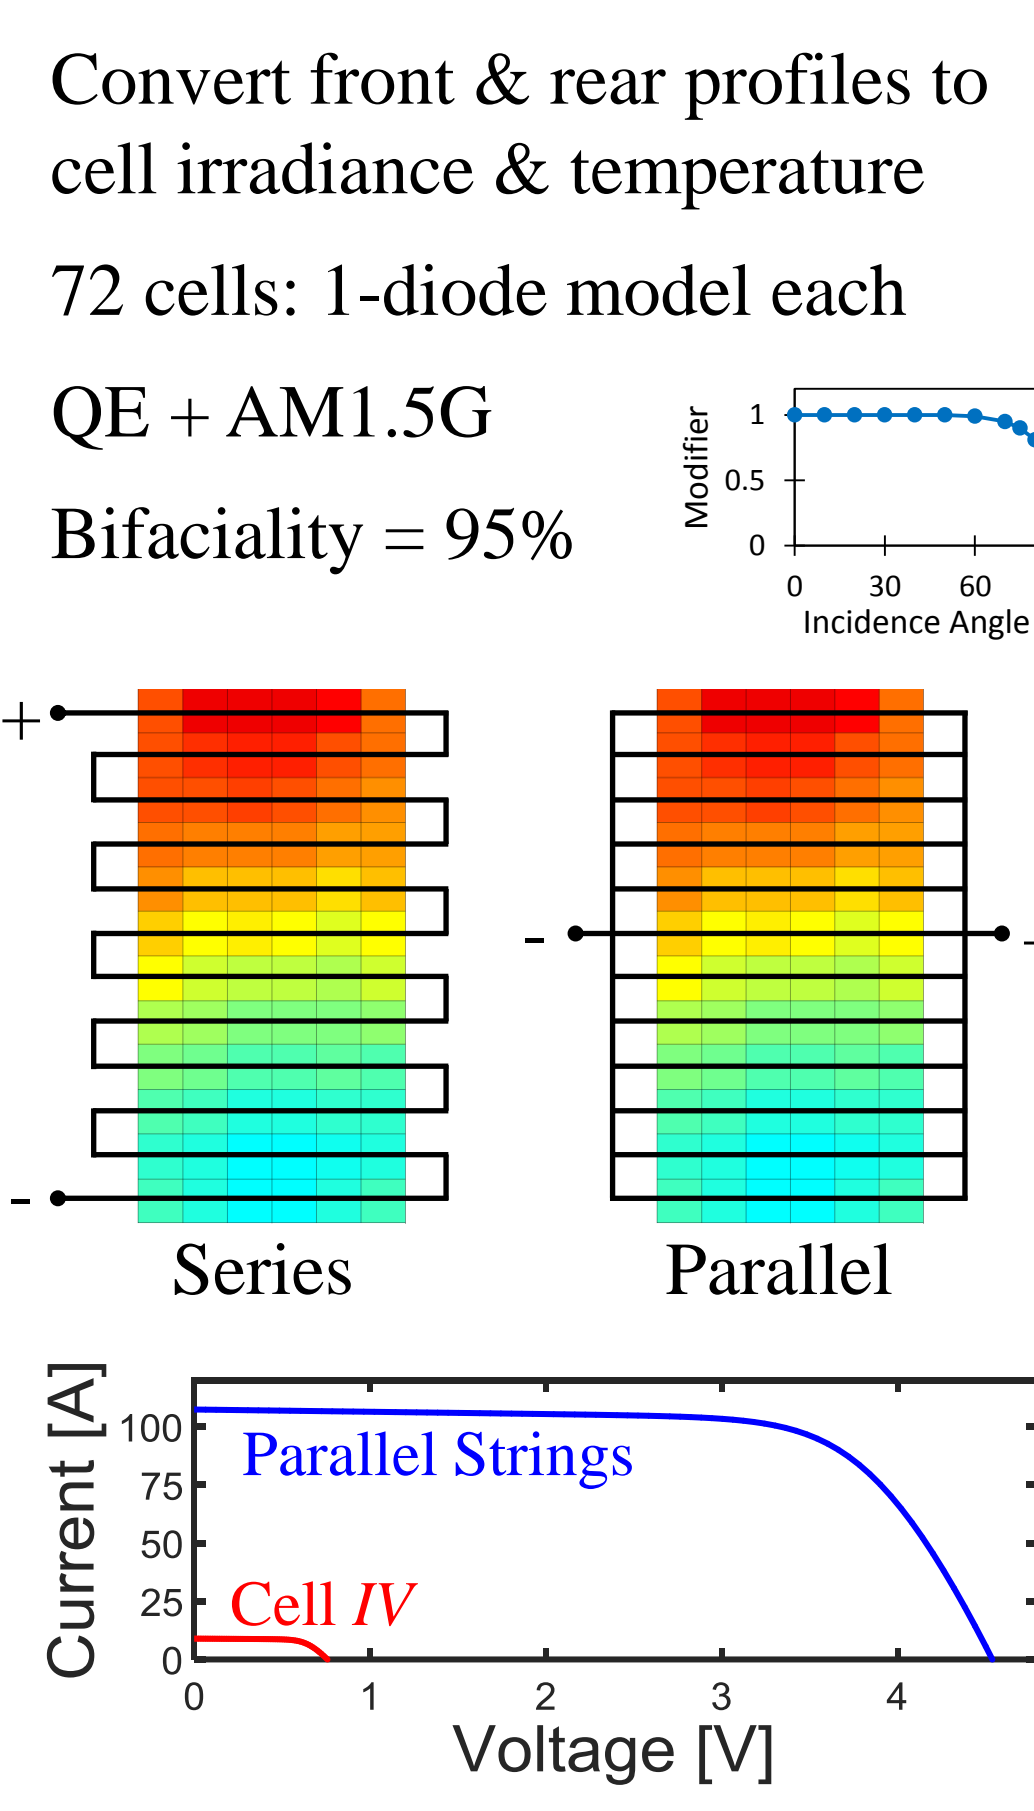 Convert front & rear profiles to
cell irradiance & temperature
72 cells: 1-diode model each
QE + AM1.5G
Bifaciality = 95%
Modifier
1
0.5
0
0 30 60
Incidence Angle
+
-
-
-
Series Parallel
Current [A]
100
75
50
25
0
Parallel Strings
Cell IV
0 1 2 3 4
Voltage [V]